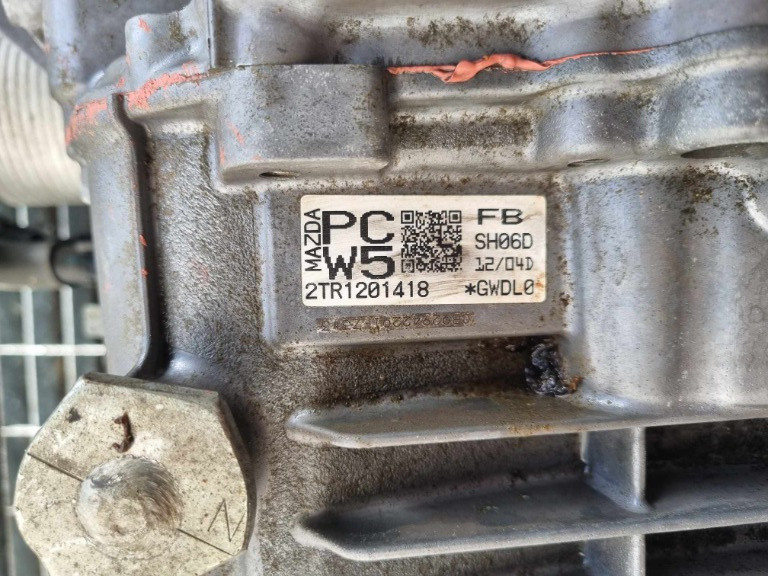 MAZDA
PC FB
W5 SH06D
12/04D
2TR1201418 *GWDL0
N